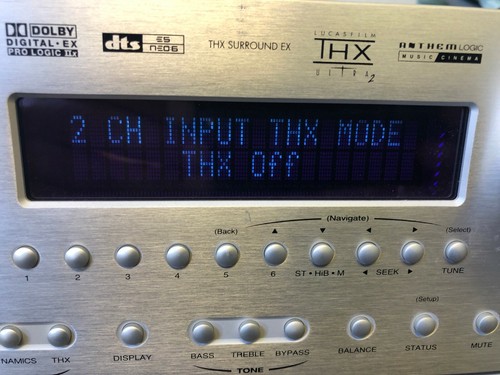 DOLBY
DIGITAL • EX
PRO LOGIC IIx
dts ES
NEO6
THX SURROUND EX
LUCASFILM
THX
ULTRA2
ANTHEM LOGIC
MUSIC CINEMA
2 CH INPUT THX MODE
THX Off
(Navigate)
(Back) (Select)
1 2 3 4 5 6 ST • HiB • M SEEK TUNE
(Setup)
NAMICS THX DISPLAY BASS TREBLE BYPASS BALANCE STATUS MUTE
TONE